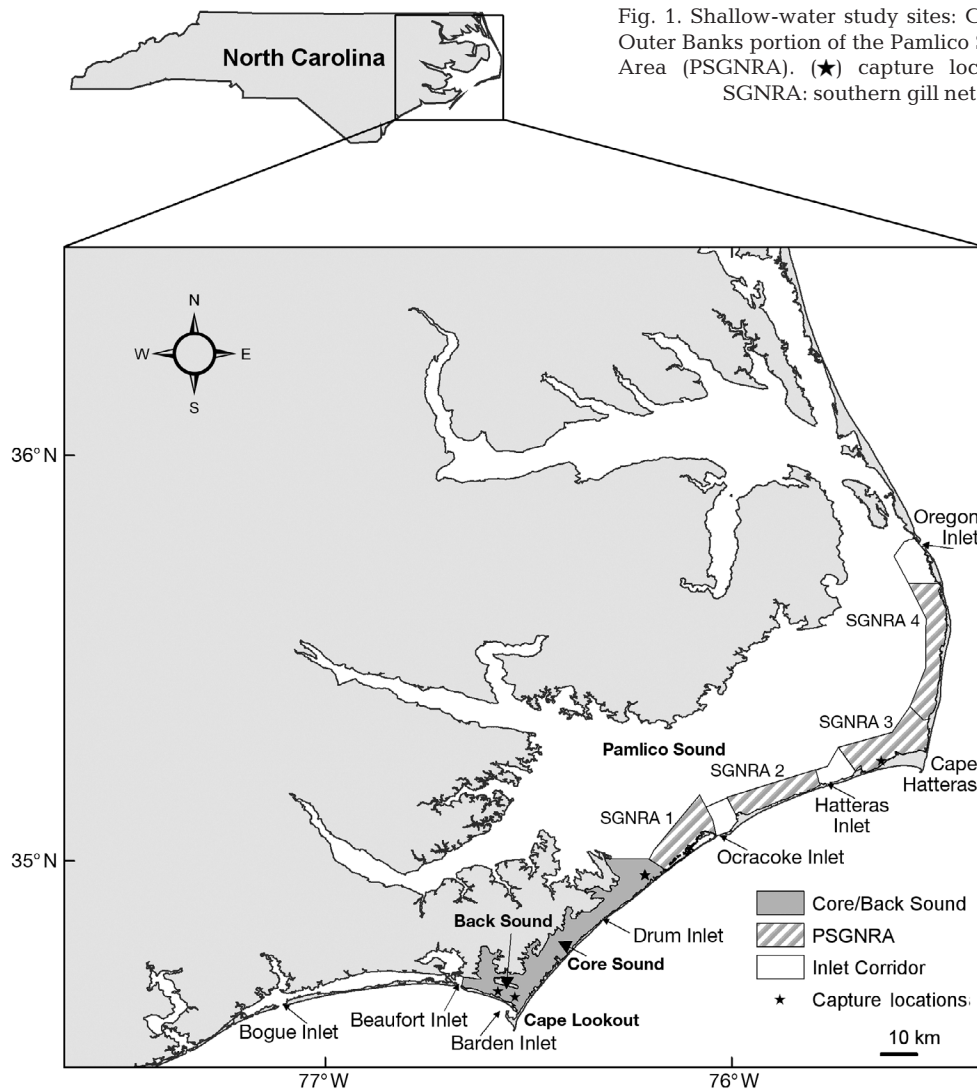 Fig. 1. Shallow-water study sites:
Outer Banks portion of the Pamlico
Area (PSGNRA). (★) capture
SGNRA: southern gill net
North Carolina
N
W
E
S
36° N
Oregon
Inlet
SGNRA 4
SGNRA 3
Pamlico Sound
SGNRA 2
Cape
Hatteras
SGNRA 1
Hatteras
Inlet
35° N
Ocracoke Inlet
Core/Back Sound
Back Sound
Drum Inlet
PSGNRA
Core Sound
Inlet Corridor
Beaufort Inlet
Cape Lookout
Capture locations
Bogue Inlet
Barden Inlet
10 km
77° W
76° W